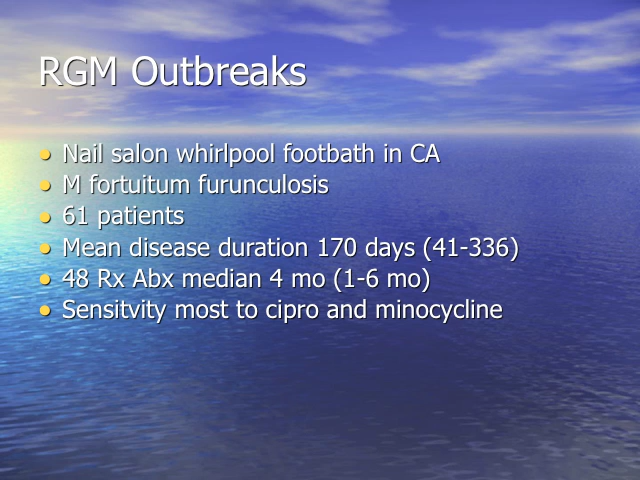 RGM Outbreaks
• Nail salon whirlpool footbath in CA
• M fortuitum furunculosis
• 61 patients
• Mean disease duration 170 days (41-336)
• 48 Rx Abx median 4 mo (1-6 mo)
• Sensitvity most to cipro and minocycline